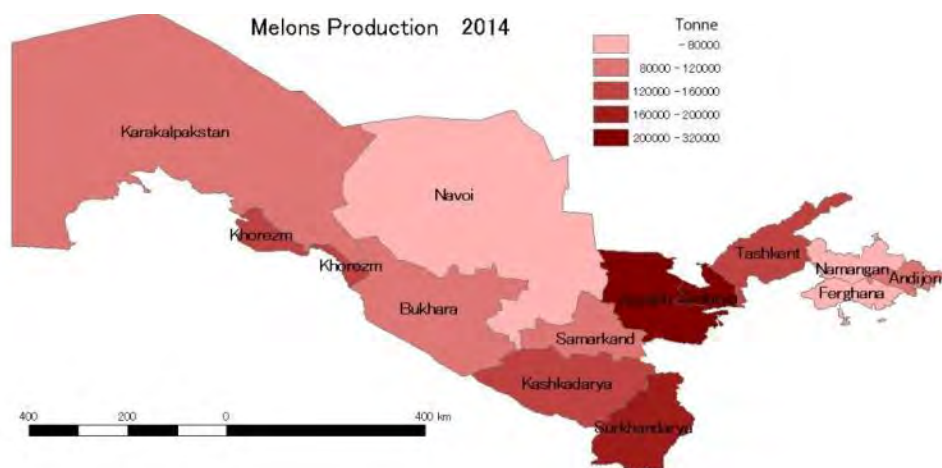 Melons Production 2014
Tonne
- 80000
80000 - 120000
120000 - 160000
160000 - 200000
200000 - 320000
Karakalpakstan
Navoi
Khorezm
Tashkent
Khorezm
Namangan
Andijon
Ferghana
Bukhara
Samarkand
Kashkadarya
Surkhandarya
400 200 0 400 km